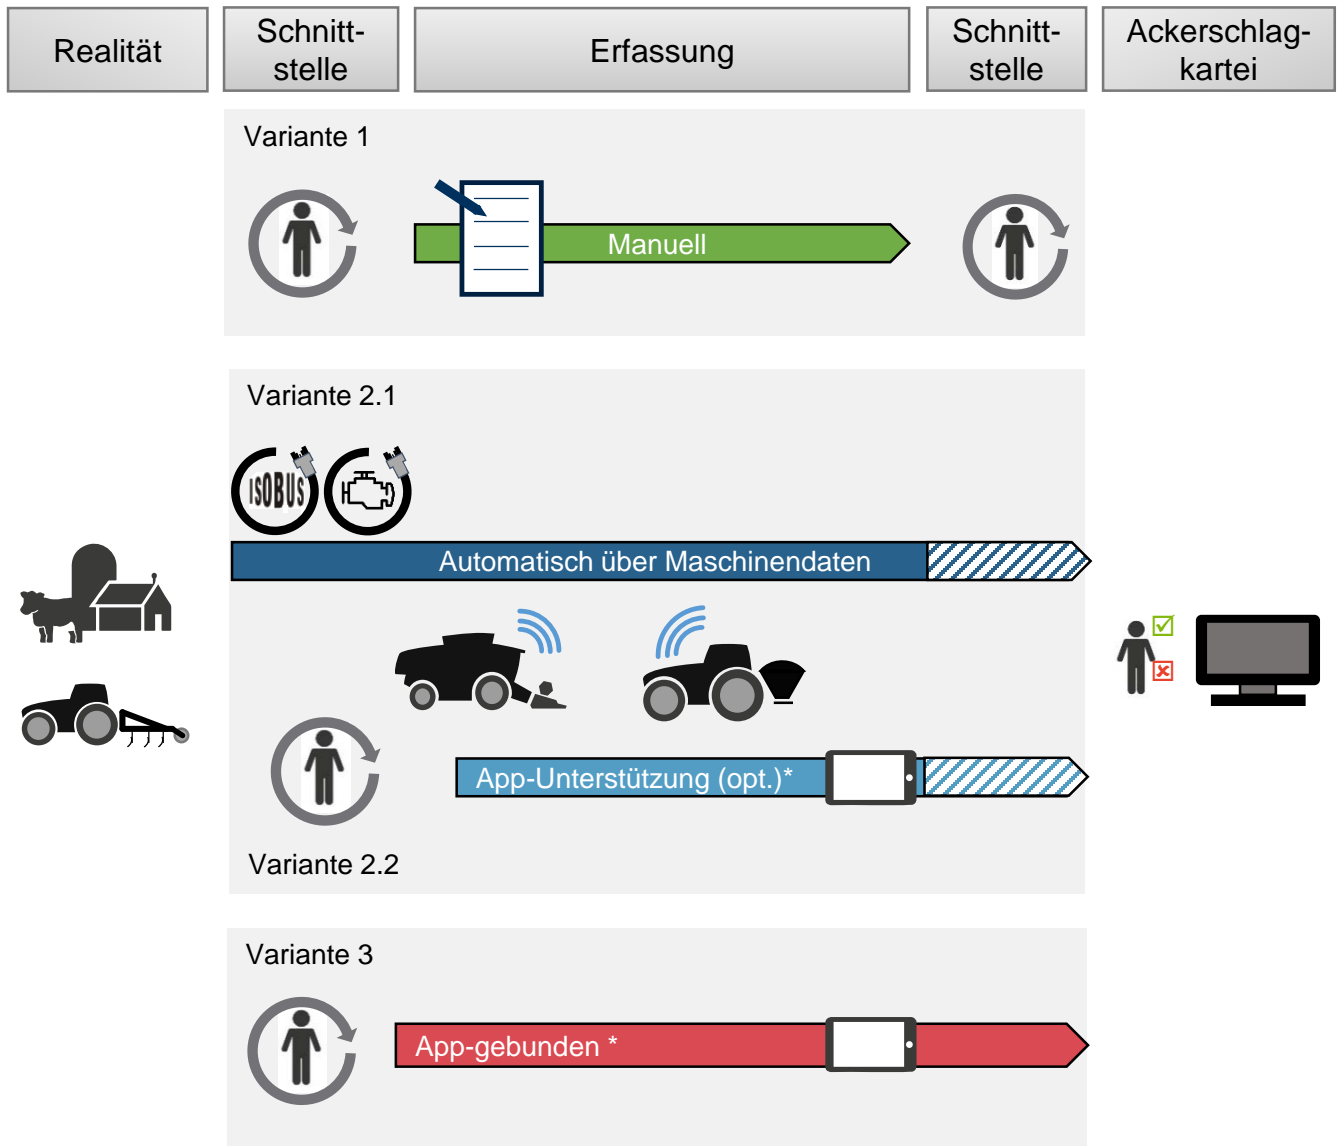 Realität
Schnitt-
stelle
Erfassung
Schnitt-
stelle
Ackerschlag-
kartei
Variante 1
Manuell
Variante 2.1
ISOBUS
Automatisch über Maschinendaten
App-Unterstützung (opt.)*
Variante 2.2
Variante 3
App-gebunden *